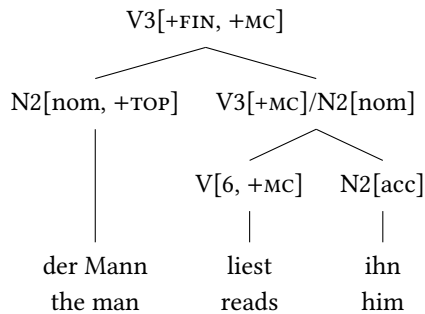 V3[+FIN, +MC]
N2[nom, +TOP] V3[+MC]/N2[nom]
V[6, +MC] N2[acc]
der Mann liest ihn
the man reads him